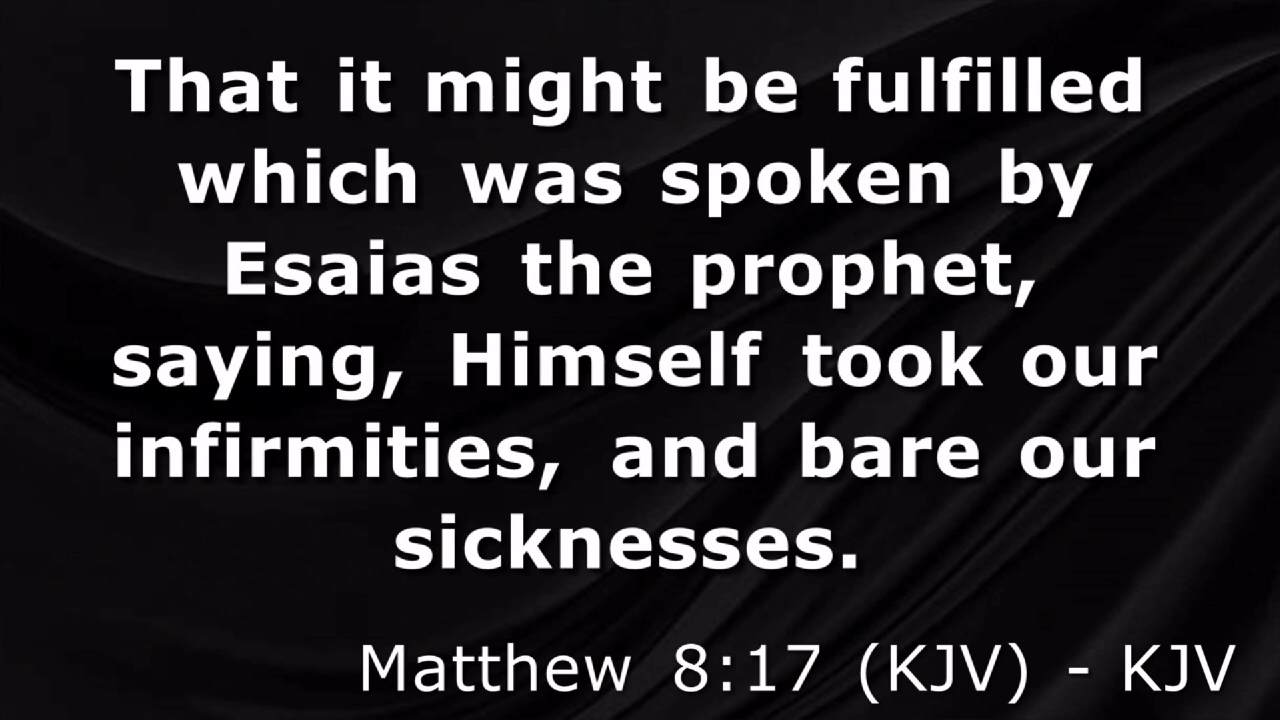 That it might be fulfilled
which was spoken by
Esaias the prophet,
saying, Himself took our
infirmities, and bare our
sicknesses.
Matthew 8:17 (KJV) - KJV